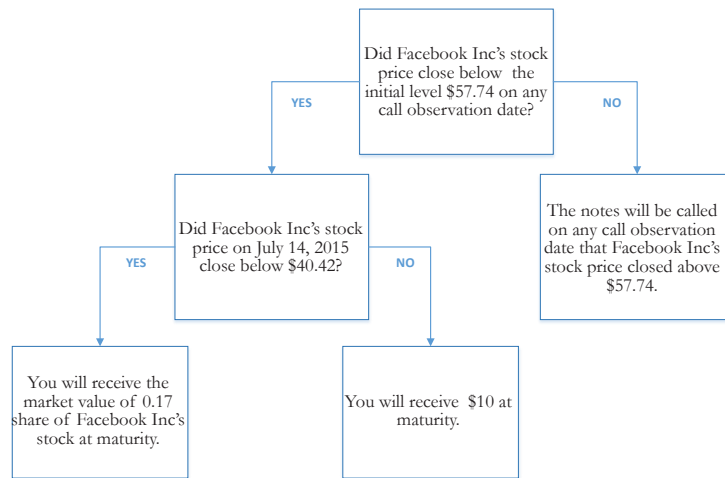 Did Facebook Inc's stock
price close below the
initial level $57.74 on any
call observation date?
YES
NO
Did Facebook Inc's stock
price on July 14, 2015
close below $40.42?
The notes will be called
on any call observation
date that Facebook Inc's
stock price closed above
$57.74.
YES
NO
You will receive the
market value of 0.17
share of Facebook Inc's
stock at maturity.
You will receive $10 at
maturity.